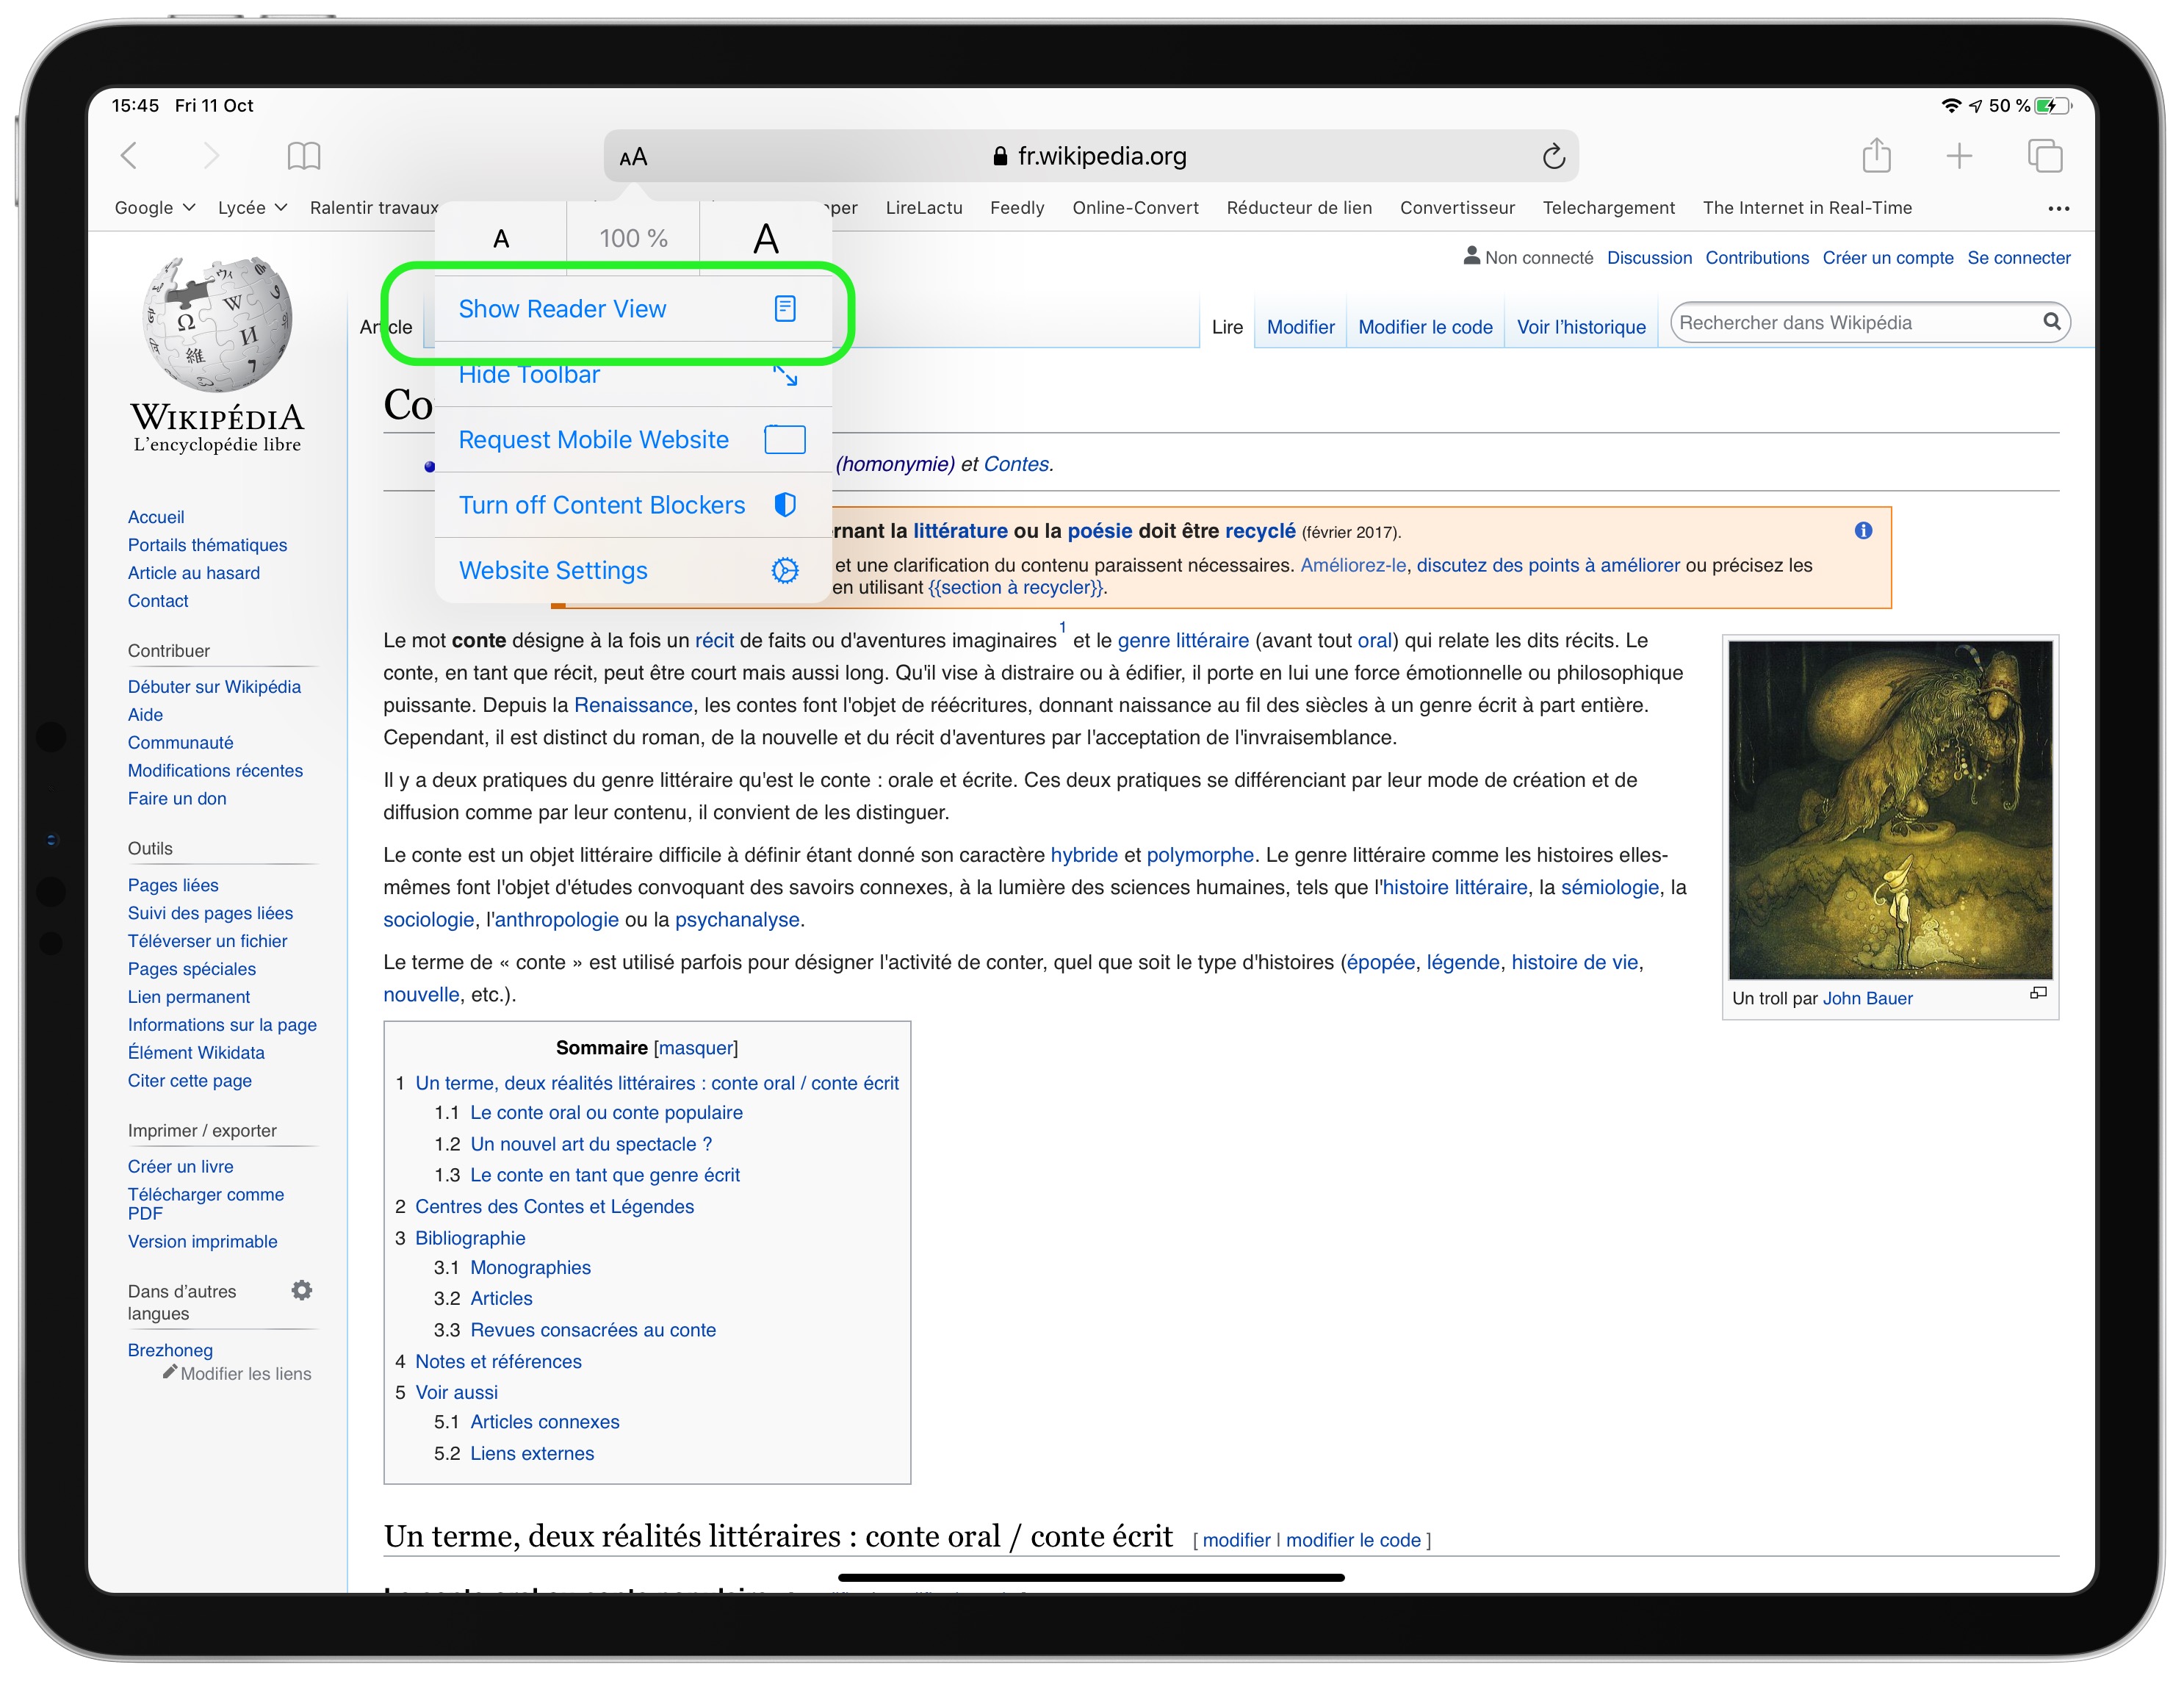 15:45 Fri 11 Oct
50 %
AA
fr.wikipedia.org
Google Lycée Ralentir travaux LireLactu Feedly Online-Convert Réducteur de lien Convertisseur Telechargement The Internet in Real-Time
A 100 % A
Show Reader View
Hide Toolbar
Request Mobile Website
Turn off Content Blockers
Website Settings
Non connecté Discussion Contributions Créer un compte Se connecter
Article
Lire Modifier Modifier le code Voir l'historique Rechercher dans Wikipédia
WIKIPÉDIA
L'encyclopédie libre
Accueil
Portails thématiques
Article au hasard
Contact
Contribuer
Débuter sur Wikipédia
Aide
Communauté
Modifications récentes
Faire un don
Outils
Pages liées
Suivi des pages liées
Téléverser un fichier
Pages spéciales
Lien permanent
Informations sur la page
Élément Wikidata
Citer cette page
Imprimer / exporter
Créer un livre
Télécharger comme
PDF
Version imprimable
Dans d'autres
langues
Brezhoneg
Modifier les liens
Co
(homonymie) et Contes.
la littérature ou la poésie doit être recyclé (février 2017).
et une clarification du contenu paraissent nécessaires. Améliorez-le, discutez des points à améliorer ou précisez les
en utilisant {{section à recycler}}.
Le mot conte désigne à la fois un récit de faits ou d'aventures imaginaires1 et le genre littéraire (avant tout oral) qui relate les dits récits. Le
conte, en tant que récit, peut être court mais aussi long. Qu'il vise à distraire ou à édifier, il porte en lui une force émotionnelle ou philosophique
puissante. Depuis la Renaissance, les contes font l'objet de réécritures, donnant naissance au fil des siècles à un genre écrit à part entière.
Cependant, il est distinct du roman, de la nouvelle et du récit d'aventures par l'acceptation de l'invraisemblance.
Il y a deux pratiques du genre littéraire qu'est le conte : orale et écrite. Ces deux pratiques se différenciant par leur mode de création et de
diffusion comme par leur contenu, il convient de les distinguer.
Le conte est un objet littéraire difficile à définir étant donné son caractère hybride et polymorphe. Le genre littéraire comme les histoires elles-
mêmes font l'objet d'études convoquant des savoirs connexes, à la lumière des sciences humaines, tels que l'histoire littéraire, la sémiologie, la
sociologie, l'anthropologie ou la psychanalyse.
Le terme de « conte » est utilisé parfois pour désigner l'activité de conter, quel que soit le type d'histoires (épopée, légende, histoire de vie,
nouvelle, etc.).
Un troll par John Bauer
Sommaire [masquer]
1 Un terme, deux réalités littéraires : conte oral / conte écrit
1.1 Le conte oral ou conte populaire
1.2 Un nouvel art du spectacle ?
1.3 Le conte en tant que genre écrit
2 Centres des Contes et Légendes
3 Bibliographie
3.1 Monographies
3.2 Articles
3.3 Revues consacrées au conte
4 Notes et références
5 Voir aussi
5.1 Articles connexes
5.2 Liens externes
Un terme, deux réalités littéraires : conte oral / conte écrit [ modifier | modifier le code ]